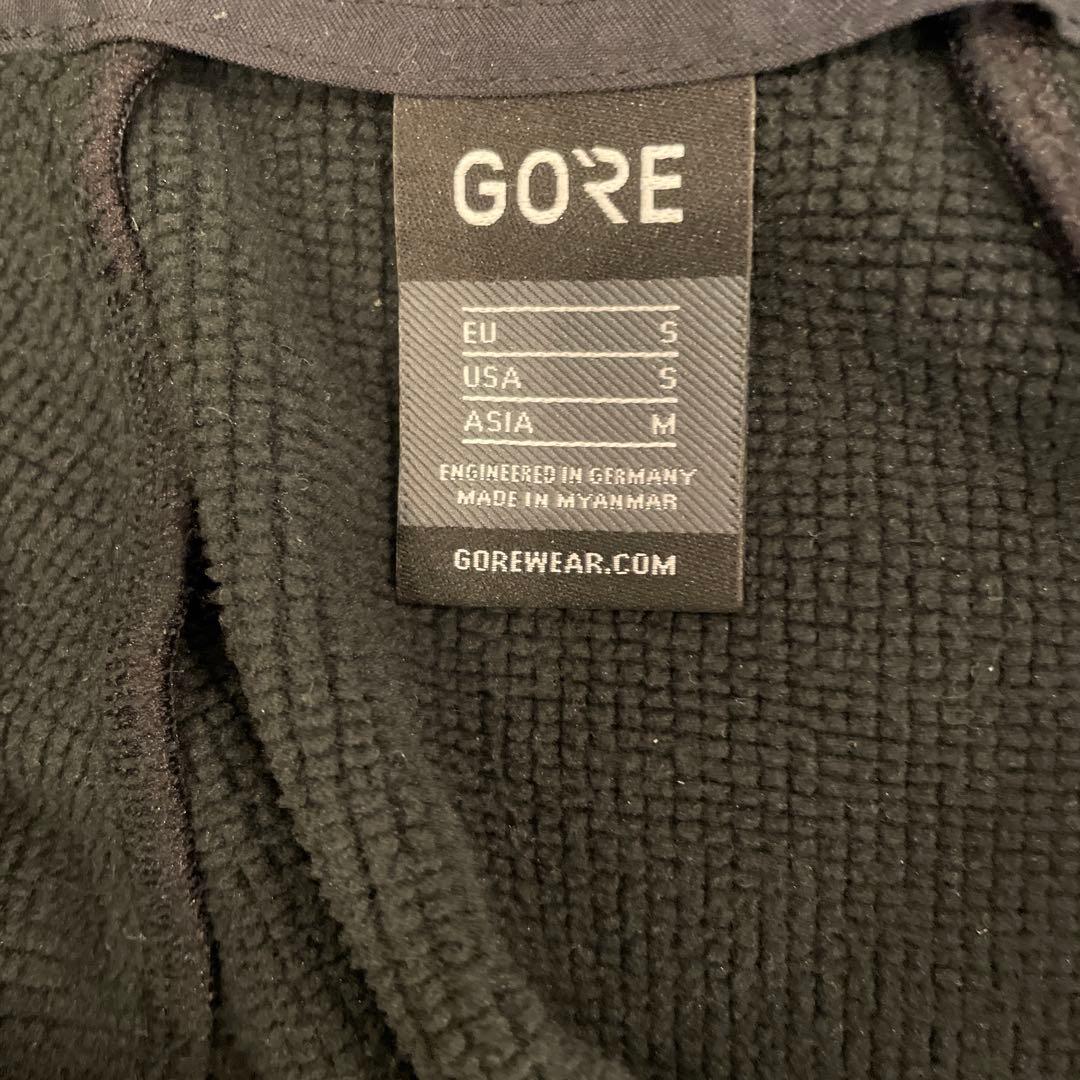 GORE
EU S
USA S
ASIA M
ENGINEERED IN GERMANY
MADE IN MYANMAR
GOREWEAR.COM